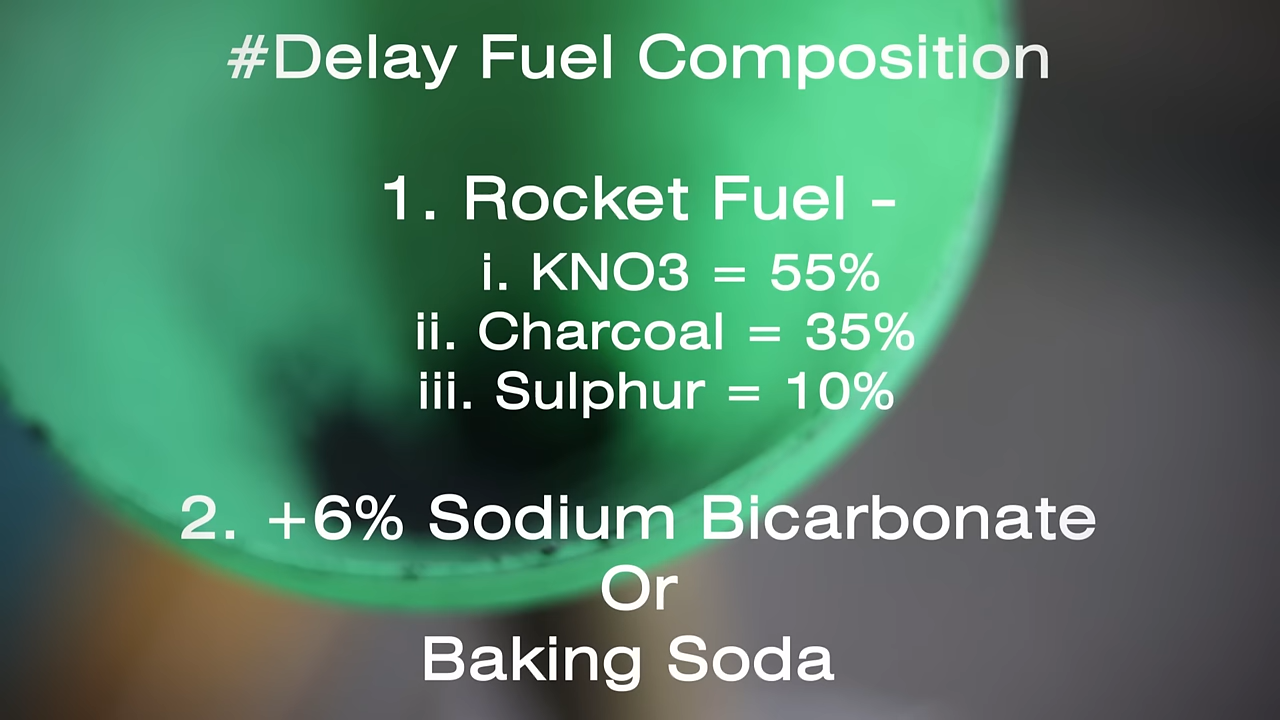 #Delay Fuel Composition
1. Rocket Fuel -
i. KNO3 = 55%
ii. Charcoal = 35%
iii. Sulphur = 10%
2. +6% Sodium Bicarbonate
Or
Baking Soda